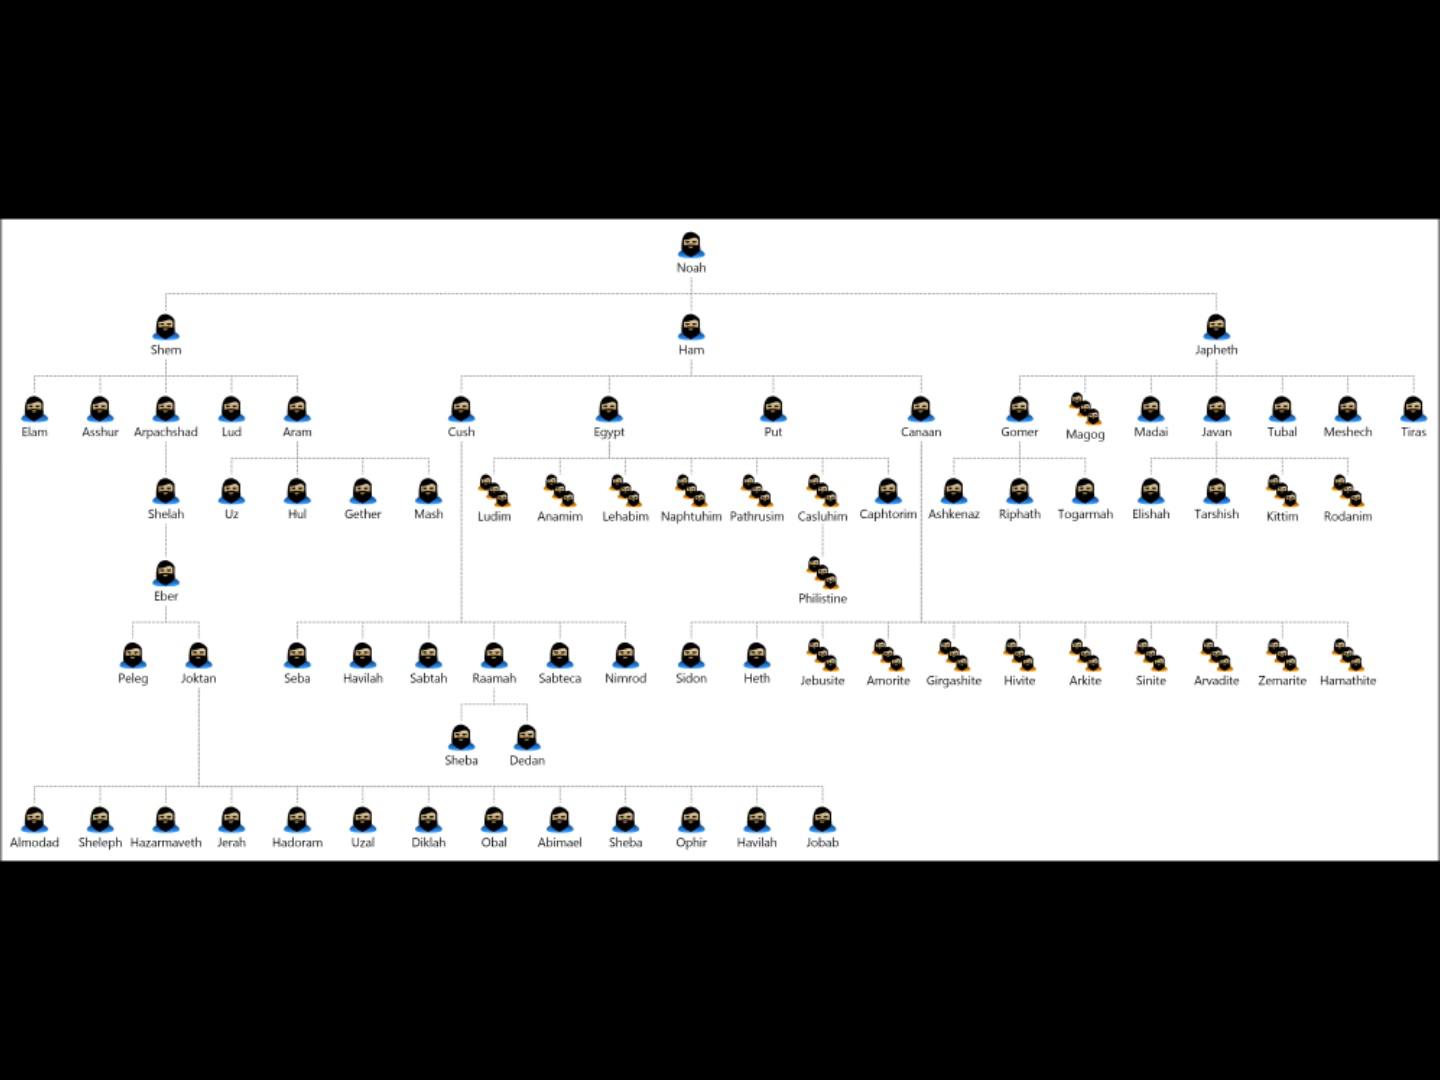 Noah
Shem Ham Japheth
Elam Asshur Arpachshad Lud Aram Cush Egypt Put Canaan Gomer Magog Madai Javan Tubal Meshech Tiras
Shelah Uz Hul Gether Mash Ludim Anamim Lehabim Naphtuhim Pathrusim Casluhim Caphtorim Ashkenaz Riphath Togarmah Elishah Tarshish Kittim Rodanim
Eber Philistine
Peleg Joktan Seba Havilah Sabtah Raamah Sabteca Nimrod Sidon Heth Jebusite Amorite Girgashite Hivite Arkite Sinite Arvadite Zemarite Hamathite
Sheba Dedan
Almodad Sheleph Hazarmaveth Jerah Hadoram Uzal Diklah Obal Abimael Sheba Ophir Havilah Jobab